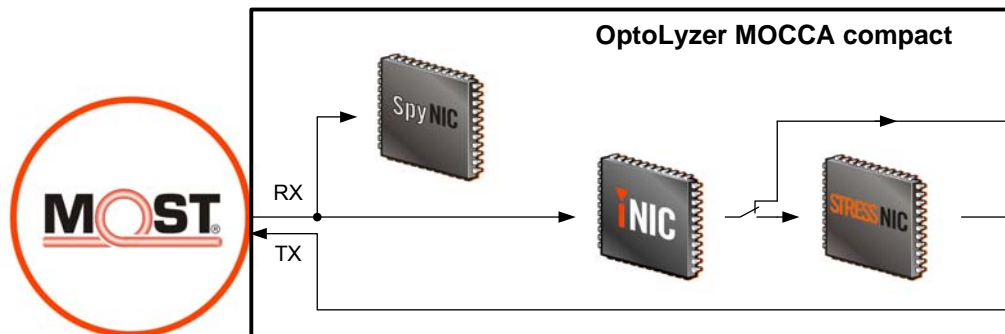 OptoLyzer MOCCA compact
SpyNIC
MOST®
RX
iNIC
STRESSNIC
TX